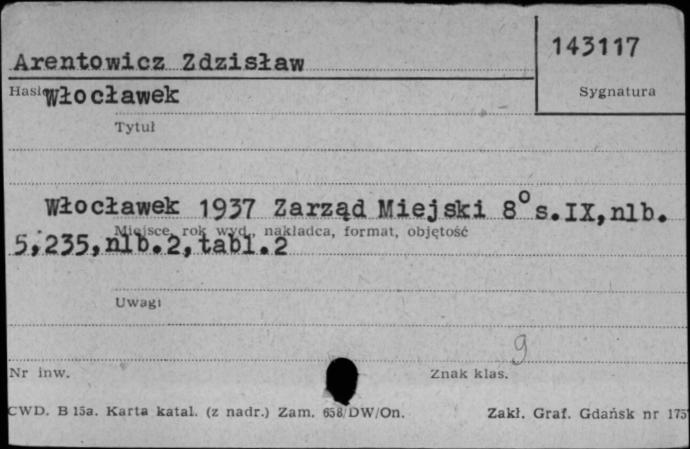 143117
Arentowicz Zdzisław
Sygnatura
Hasło Włocławek
Tytuł
Włocławek 1937 Zarząd Miejski 8° s.IX,nlb.
Miejsce, rok wyd., nakładca, format, objętość
5,235,nlb.2,tabl.2
Uwagi
9
Nr inw. Znak klas.
CWD. B 15a. Karta katal. (z nadr.) Zam. 658/DW/On. Zakł. Graf. Gdańsk nr 175